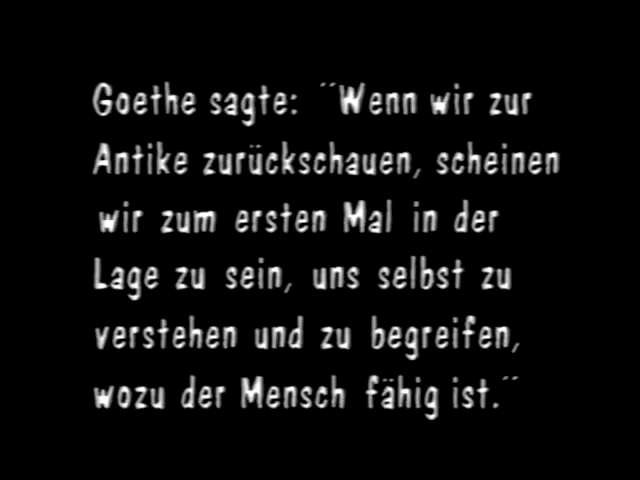 Goethe sagte: "Wenn wir zur
Antike zurückschauen, scheinen
wir zum ersten Mal in der
Lage zu sein, uns selbst zu
verstehen und zu begreifen,
wozu der Mensch fähig ist."